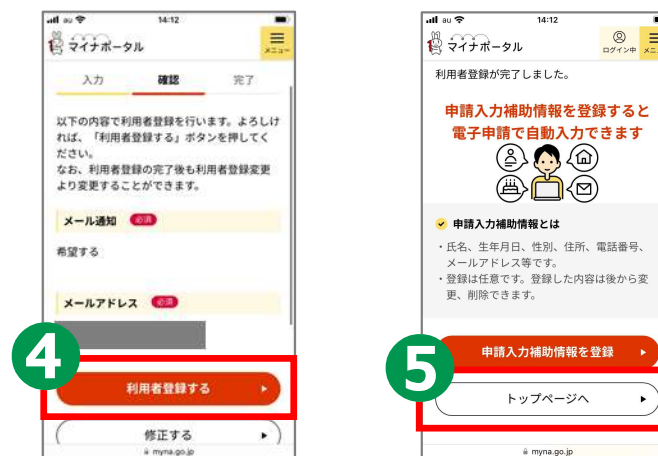 au 14:12
マイナポータル
メニュー
入力 確認 完了
以下の内容で利用者登録を行います。よろしけ
れば、「利用者登録する」ボタンを押してく
ださい。
なお、利用者登録の完了後も利用者登録変更
より変更することができます。
メール通知 必須
希望する
メールアドレス 必須
4
利用者登録する
修正する
myna.go.jp
au 14:12
マイナポータル
ログイン中 メニ
利用者登録が完了しました。
申請入力補助情報を登録すると
電子申請で自動入力できます
申請入力補助情報とは
・氏名、生年月日、性別、住所、電話番号、
メールアドレス等です。
・登録は任意です。登録した内容は後から変
更、削除できます。
申請入力補助情報を登録
5
トップページへ
myna.go.jp